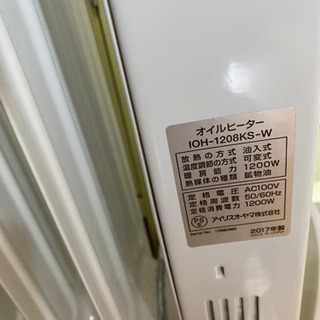 オイルヒーター
IOH-1208KS-W
放熱の方式 油入式
温度調節の方式 可変式
暖房能力 1200W
熱媒体の種類 鉱物油
定格電圧 AC100V
定格周波数 50/60Hz
定格消費電力 1200W
PS
E
アイリスオーヤマ株式会社
2017年製